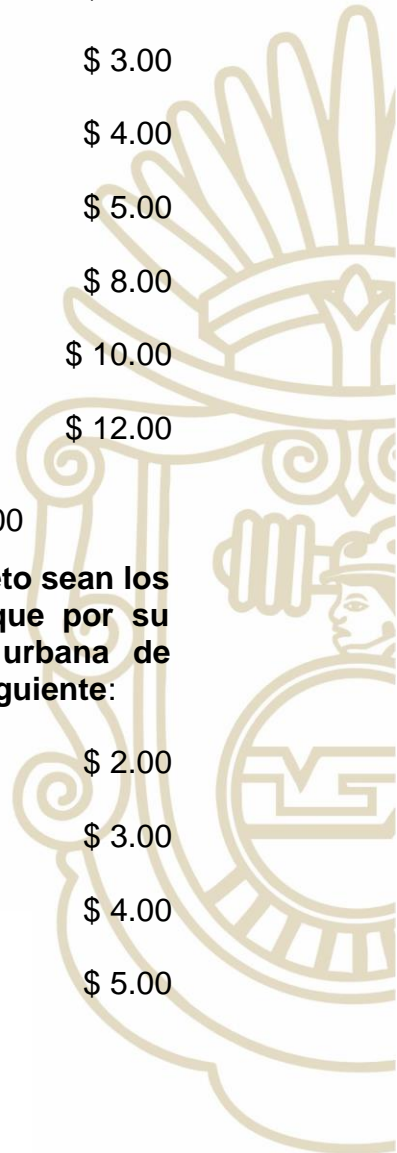 $ 3.00
$ 4.00
$ 5.00
$ 8.00
$ 10.00
$ 12.00
00
eto sean los
que por su
urbana de
guiente:
$ 2.00
$ 3.00
$ 4.00
$ 5.00